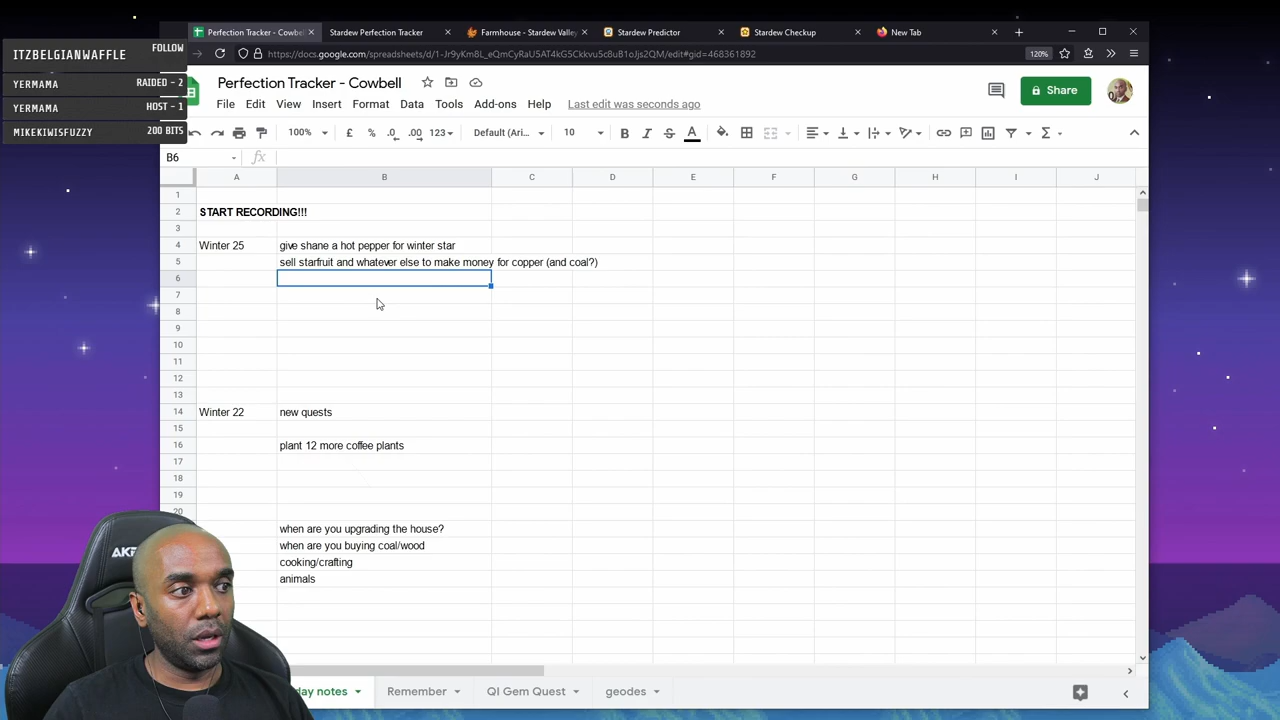 Perfection Tracker - Cowbell
Stardew Perfection Tracker
Farmhouse - Stardew Valley
Stardew Predictor
Stardew Checkup
New Tab
ITZBELGIANWAFFLE FOLLOW
YERMAMA RAIDED - 2
YERMAMA HOST - 1
MIKEKIWISFUZZY 200 BITS
https://docs.google.com/spreadsheets/d/1-Jr9yKm8L_eQmCyRaU5AT4kG5Ckkvu5c8uB1oJjs2QM/edit#gid=468361892
120%
Perfection Tracker - Cowbell
File Edit View Insert Format Data Tools Add-ons Help Last edit was seconds ago
Share
100% £ % .0 .00 123 Default (Ari... 10 B I S A
B6 fx
A B C D E F G H I J
1
2 START RECORDING!!!
3
4 Winter 25 give shane a hot pepper for winter star
5 sell starfruit and whatever else to make money for copper (and coal?)
6
7
8
9
10
11
12
13
14 Winter 22 new quests
15
16 plant 12 more coffee plants
17
18
19
20
when are you upgrading the house?
when are you buying coal/wood
cooking/crafting
animals
day notes Remember QI Gem Quest geodes